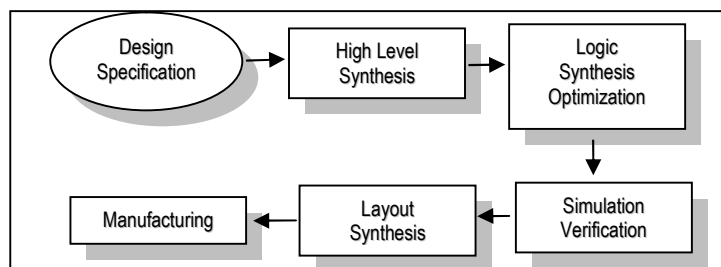 Design
Specification
High Level
Synthesis
Logic
Synthesis
Optimization
Simulation
Verification
Layout
Synthesis
Manufacturing